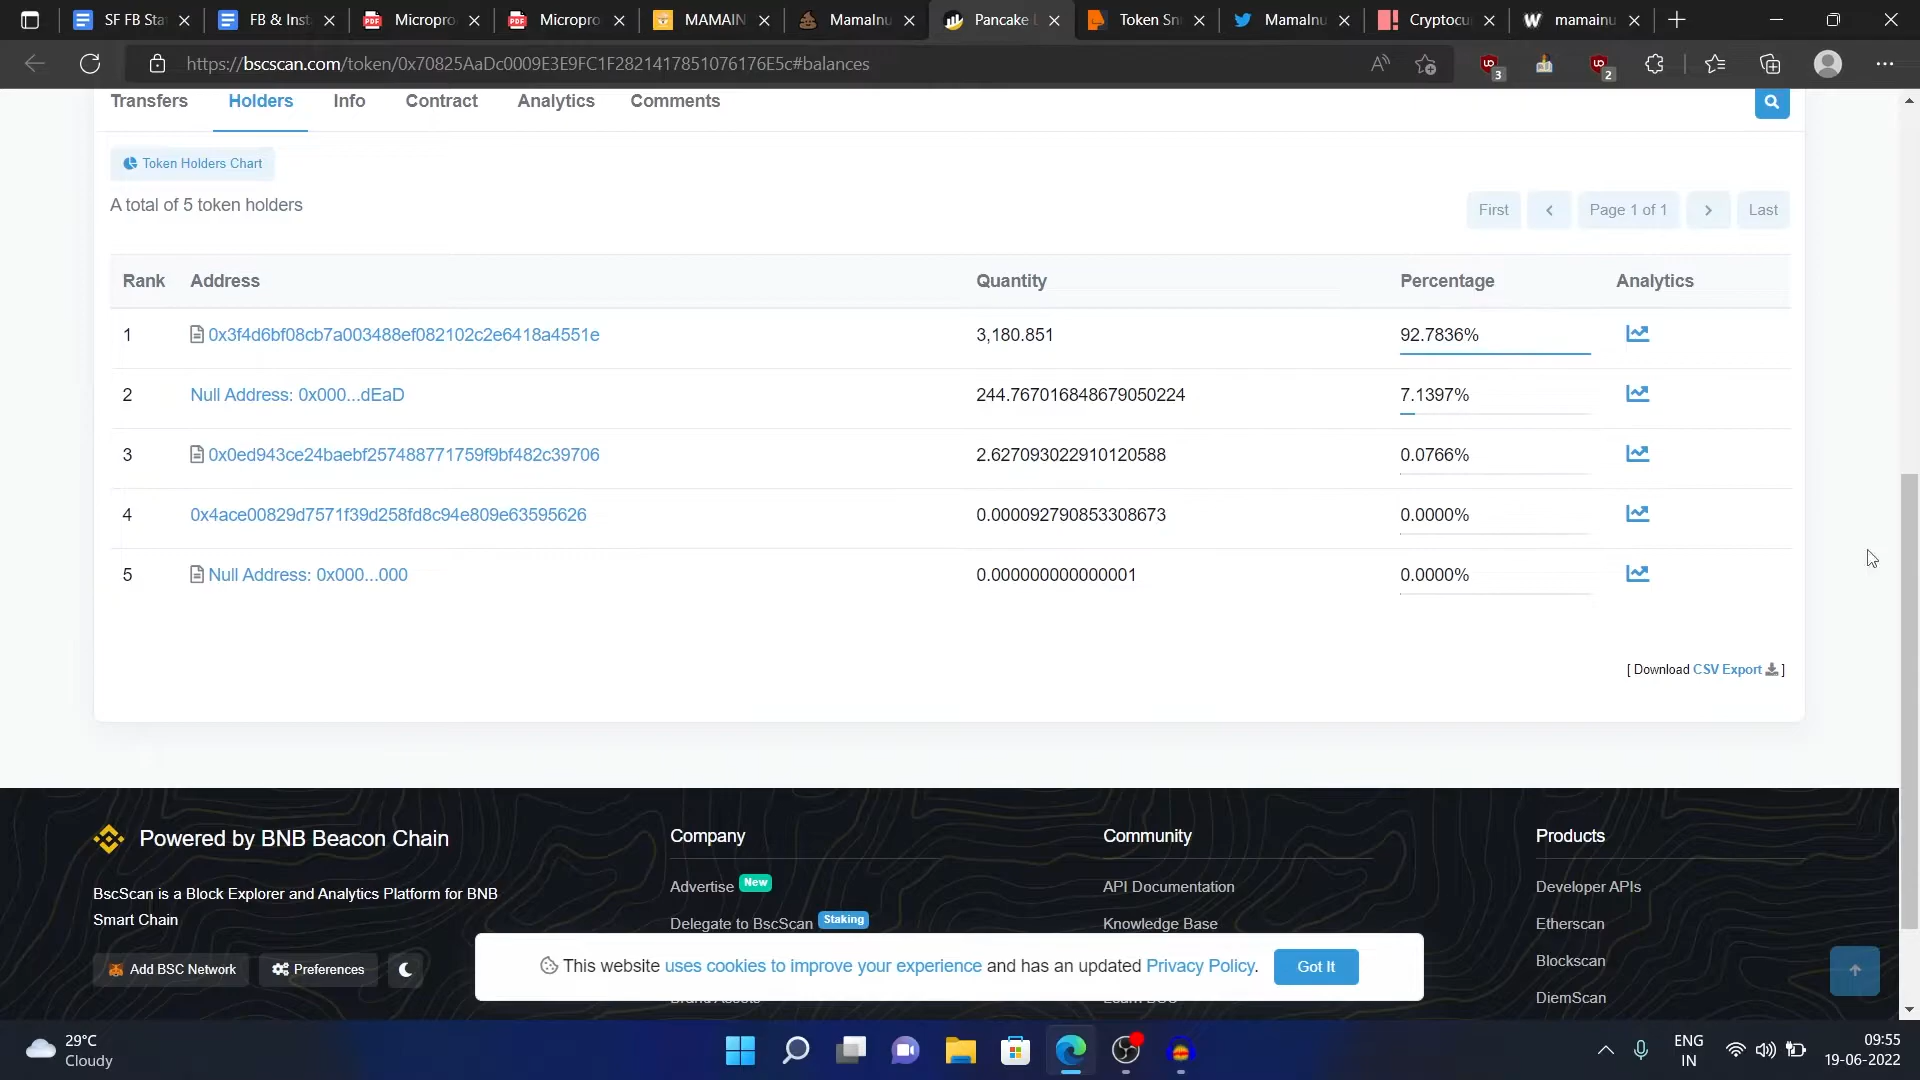 SF FB Sta
FB & Inst
Micropro
Micropro
MAMAIN
MamaInu
Pancake
Token Sn
MamaInu
Cryptocu
mamainu
https://bscscan.com/token/0x70825AaDc0009E3E9FC1F2821417851076176E5c#balances
3
2
Transfers
Holders
Info
Contract
Analytics
Comments
Token Holders Chart
A total of 5 token holders
First
Page 1 of 1
Last
Rank Address Quantity Percentage Analytics
1 0x3f4d6bf08cb7a003488ef082102c2e6418a4551e 3,180.851 92.7836%
2 Null Address: 0x000...dEaD 244.767016848679050224 7.1397%
3 0x0ed943ce24baebf257488771759f9bf482c39706 2.627093022910120588 0.0766%
4 0x4ace00829d7571f39d258fd8c94e809e63595626 0.000092790853308673 0.0000%
5 Null Address: 0x000...000 0.000000000000001 0.0000%
[ Download CSV Export ]
Powered by BNB Beacon Chain
BscScan is a Block Explorer and Analytics Platform for BNB
Smart Chain
Add BSC Network
Preferences
Company
Advertise New
Delegate to BscScan Staking
Brand Assets
Community
API Documentation
Knowledge Base
Products
Developer APIs
Etherscan
Blockscan
DiemScan
This website uses cookies to improve your experience and has an updated Privacy Policy.
Got It
29°C
Cloudy
ENG
IN
09:55
19-06-2022